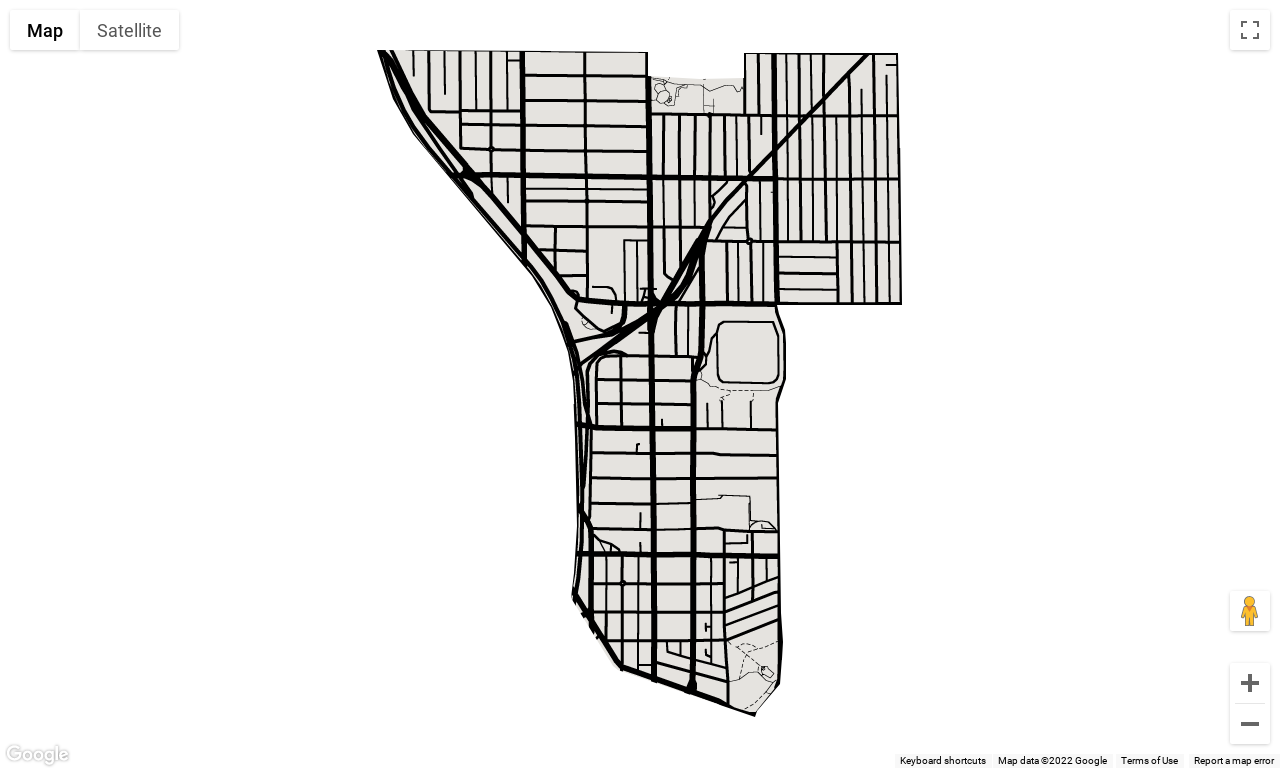 Map
Satellite
Google
Keyboard shortcuts
Map data ©2022 Google
Terms of Use
Report a map error